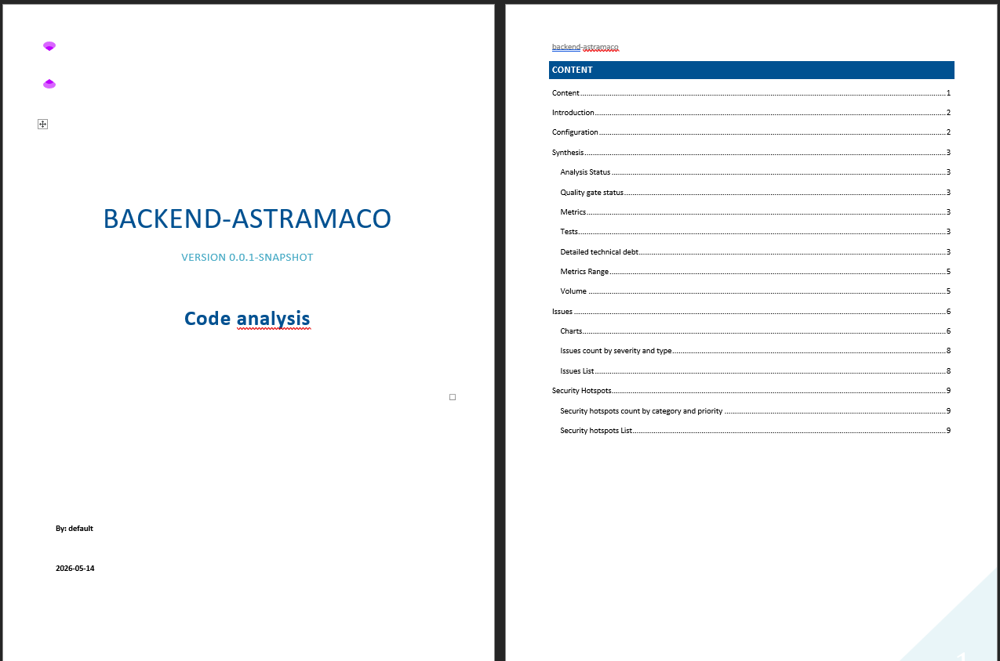 BACKEND-ASTRAMACO
VERSION 0.0.1-SNAPSHOT
Code analysis
By: default
2026-05-14
backend-astramaco
CONTENT
Content 1
Introduction 2
Configuration 2
Synthesis 3
Analysis Status 3
Quality gate status 3
Metrics 3
Tests 3
Detailed technical debt 3
Metrics Range 5
Volume 5
Issues 6
Charts 6
Issues count by severity and type 8
Issues List 8
Security Hotspots 9
Security hotspots count by category and priority 9
Security hotspots List 9
1